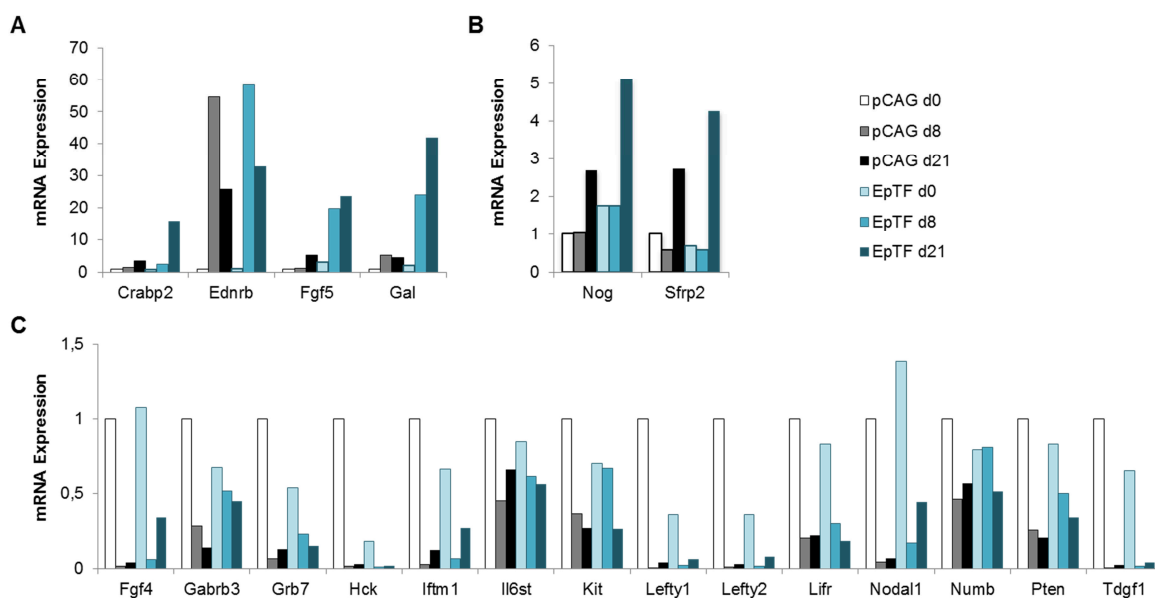 A
mRNA Expression
70
60
50
40
30
20
10
0
Crabp2 Ednrb Fgf5 Gal
B
mRNA Expression
6
5
4
3
2
1
0
Nog Sfrp2
pCAG d0
pCAG d8
pCAG d21
EpTF d0
EpTF d8
EpTF d21
C
mRNA Expression
1,5
1
0,5
0
Fgf4 Gabrb3 Grb7 Hck Iftm1 Il6st Kit Lefty1 Lefty2 Lifr Nodal1 Numb Pten Tdgf1